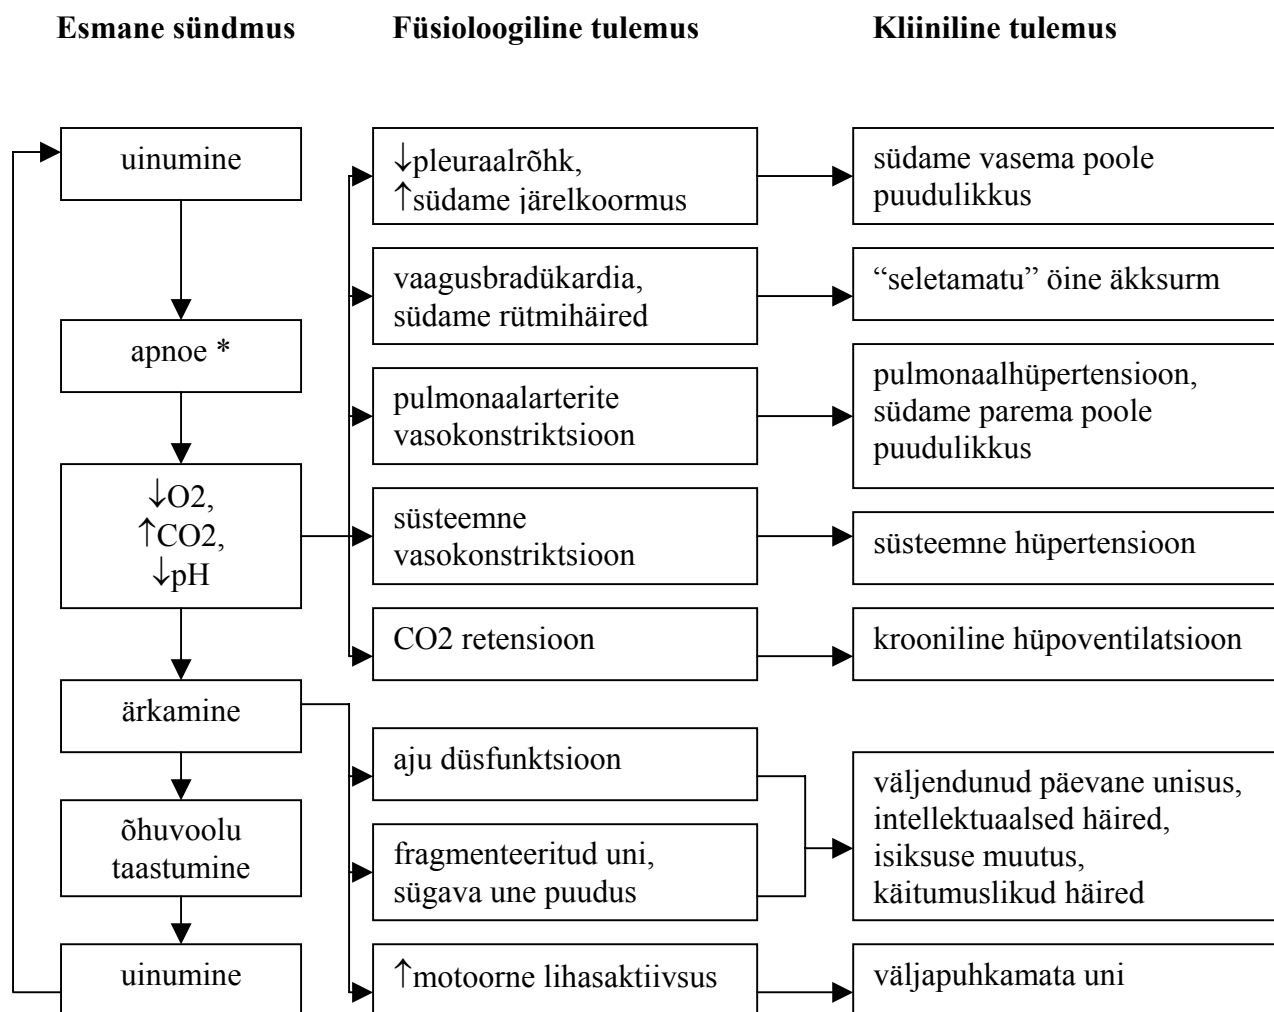 Esmane sündmus
Füsioloogiline tulemus
Kliiniline tulemus
uinumine
apnoe *
↓O2,
↑CO2,
↓pH
ärkamine
õhuvoolu
taastumine
uinumine
↓pleuraalrõhk,
↑südame järelkoormus
vaagusbradükardia,
südame rütmihäired
pulmonaalarterite
vasokonstriktsioon
süsteemne
vasokonstriktsioon
CO2 retensioon
aju düsfunktsioon
fragmenteeritud uni,
sügava une puudus
↑motoorne lihasaktiivsus
südame vasema poole
puudulikkus
“seletamatu” öine äkksurm
pulmonaalhüpertensioon,
südame parema poole
puudulikkus
süsteemne hüpertensioon
krooniline hüpoventilatsioon
väljendunud päevane unisus,
intellektuaalsed häired,
isiksuse muutus,
käitumuslikud häired
väljapuhkamata uni